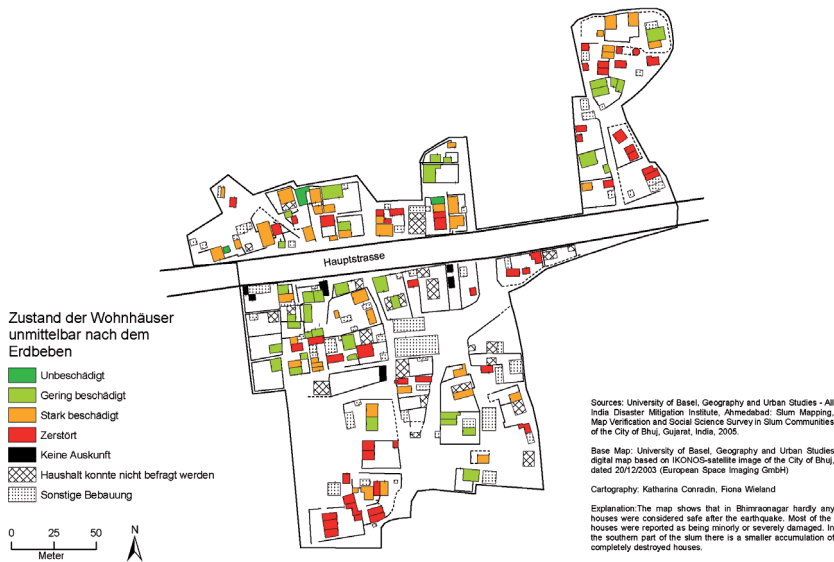 Hauptstrasse
Zustand der Wohnhäuser
unmittelbar nach dem
Erdbeben
Unbeschädigt
Gering beschädigt
Stark beschädigt
Zerstört
Keine Auskunft
Haushalt konnte nicht befragt werden
Sonstige Bebauung
0 25 50
Meter
N
Sources: University of Basel, Geography and Urban Studies - All
India Disaster Mitigation Institute, Ahmedabad: Slum Mapping,
Map Verification and Social Science Survey in Slum Communities
of the City of Bhuj, Gujarat, India, 2005.
Base Map: University of Basel, Geography and Urban Studies
digital map based on IKONOS-satellite image of the City of Bhuj,
dated 20/12/2003 (European Space Imaging GmbH)
Cartography: Katharina Conradin, Fiona Wieland
Explanation:The map shows that in Bhimraonagar hardly any
houses were considered safe after the earthquake. Most of the
houses were reported as being minorly or severely damaged. In
the southern part of the slum there is a smaller accumulation of
completely destroyed houses.